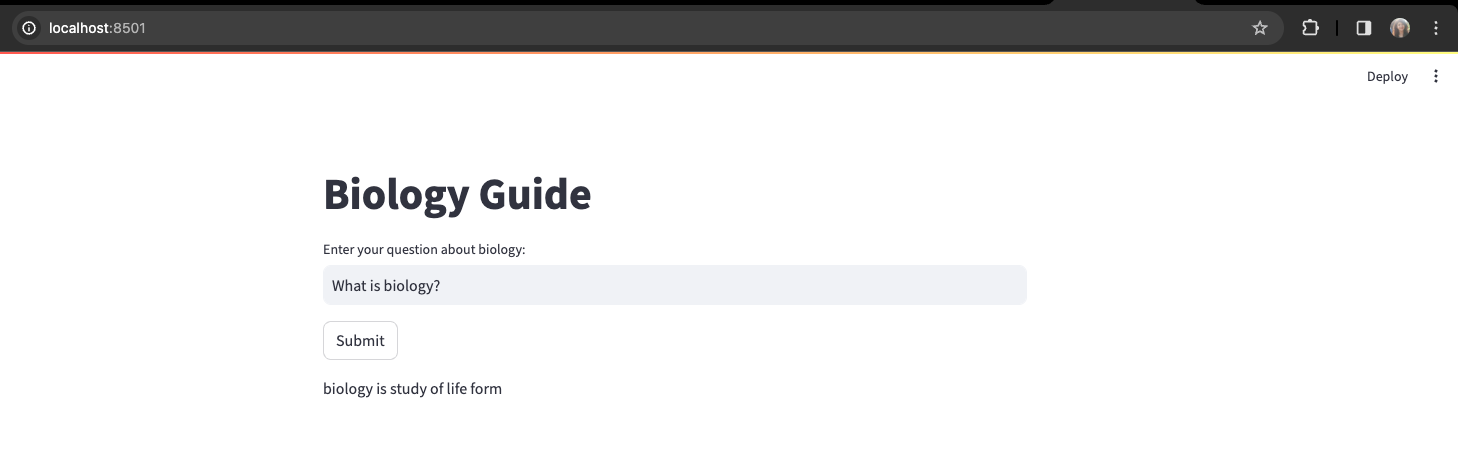 localhost:8501
Deploy
Biology Guide
Enter your question about biology:
What is biology?
Submit
biology is study of life form